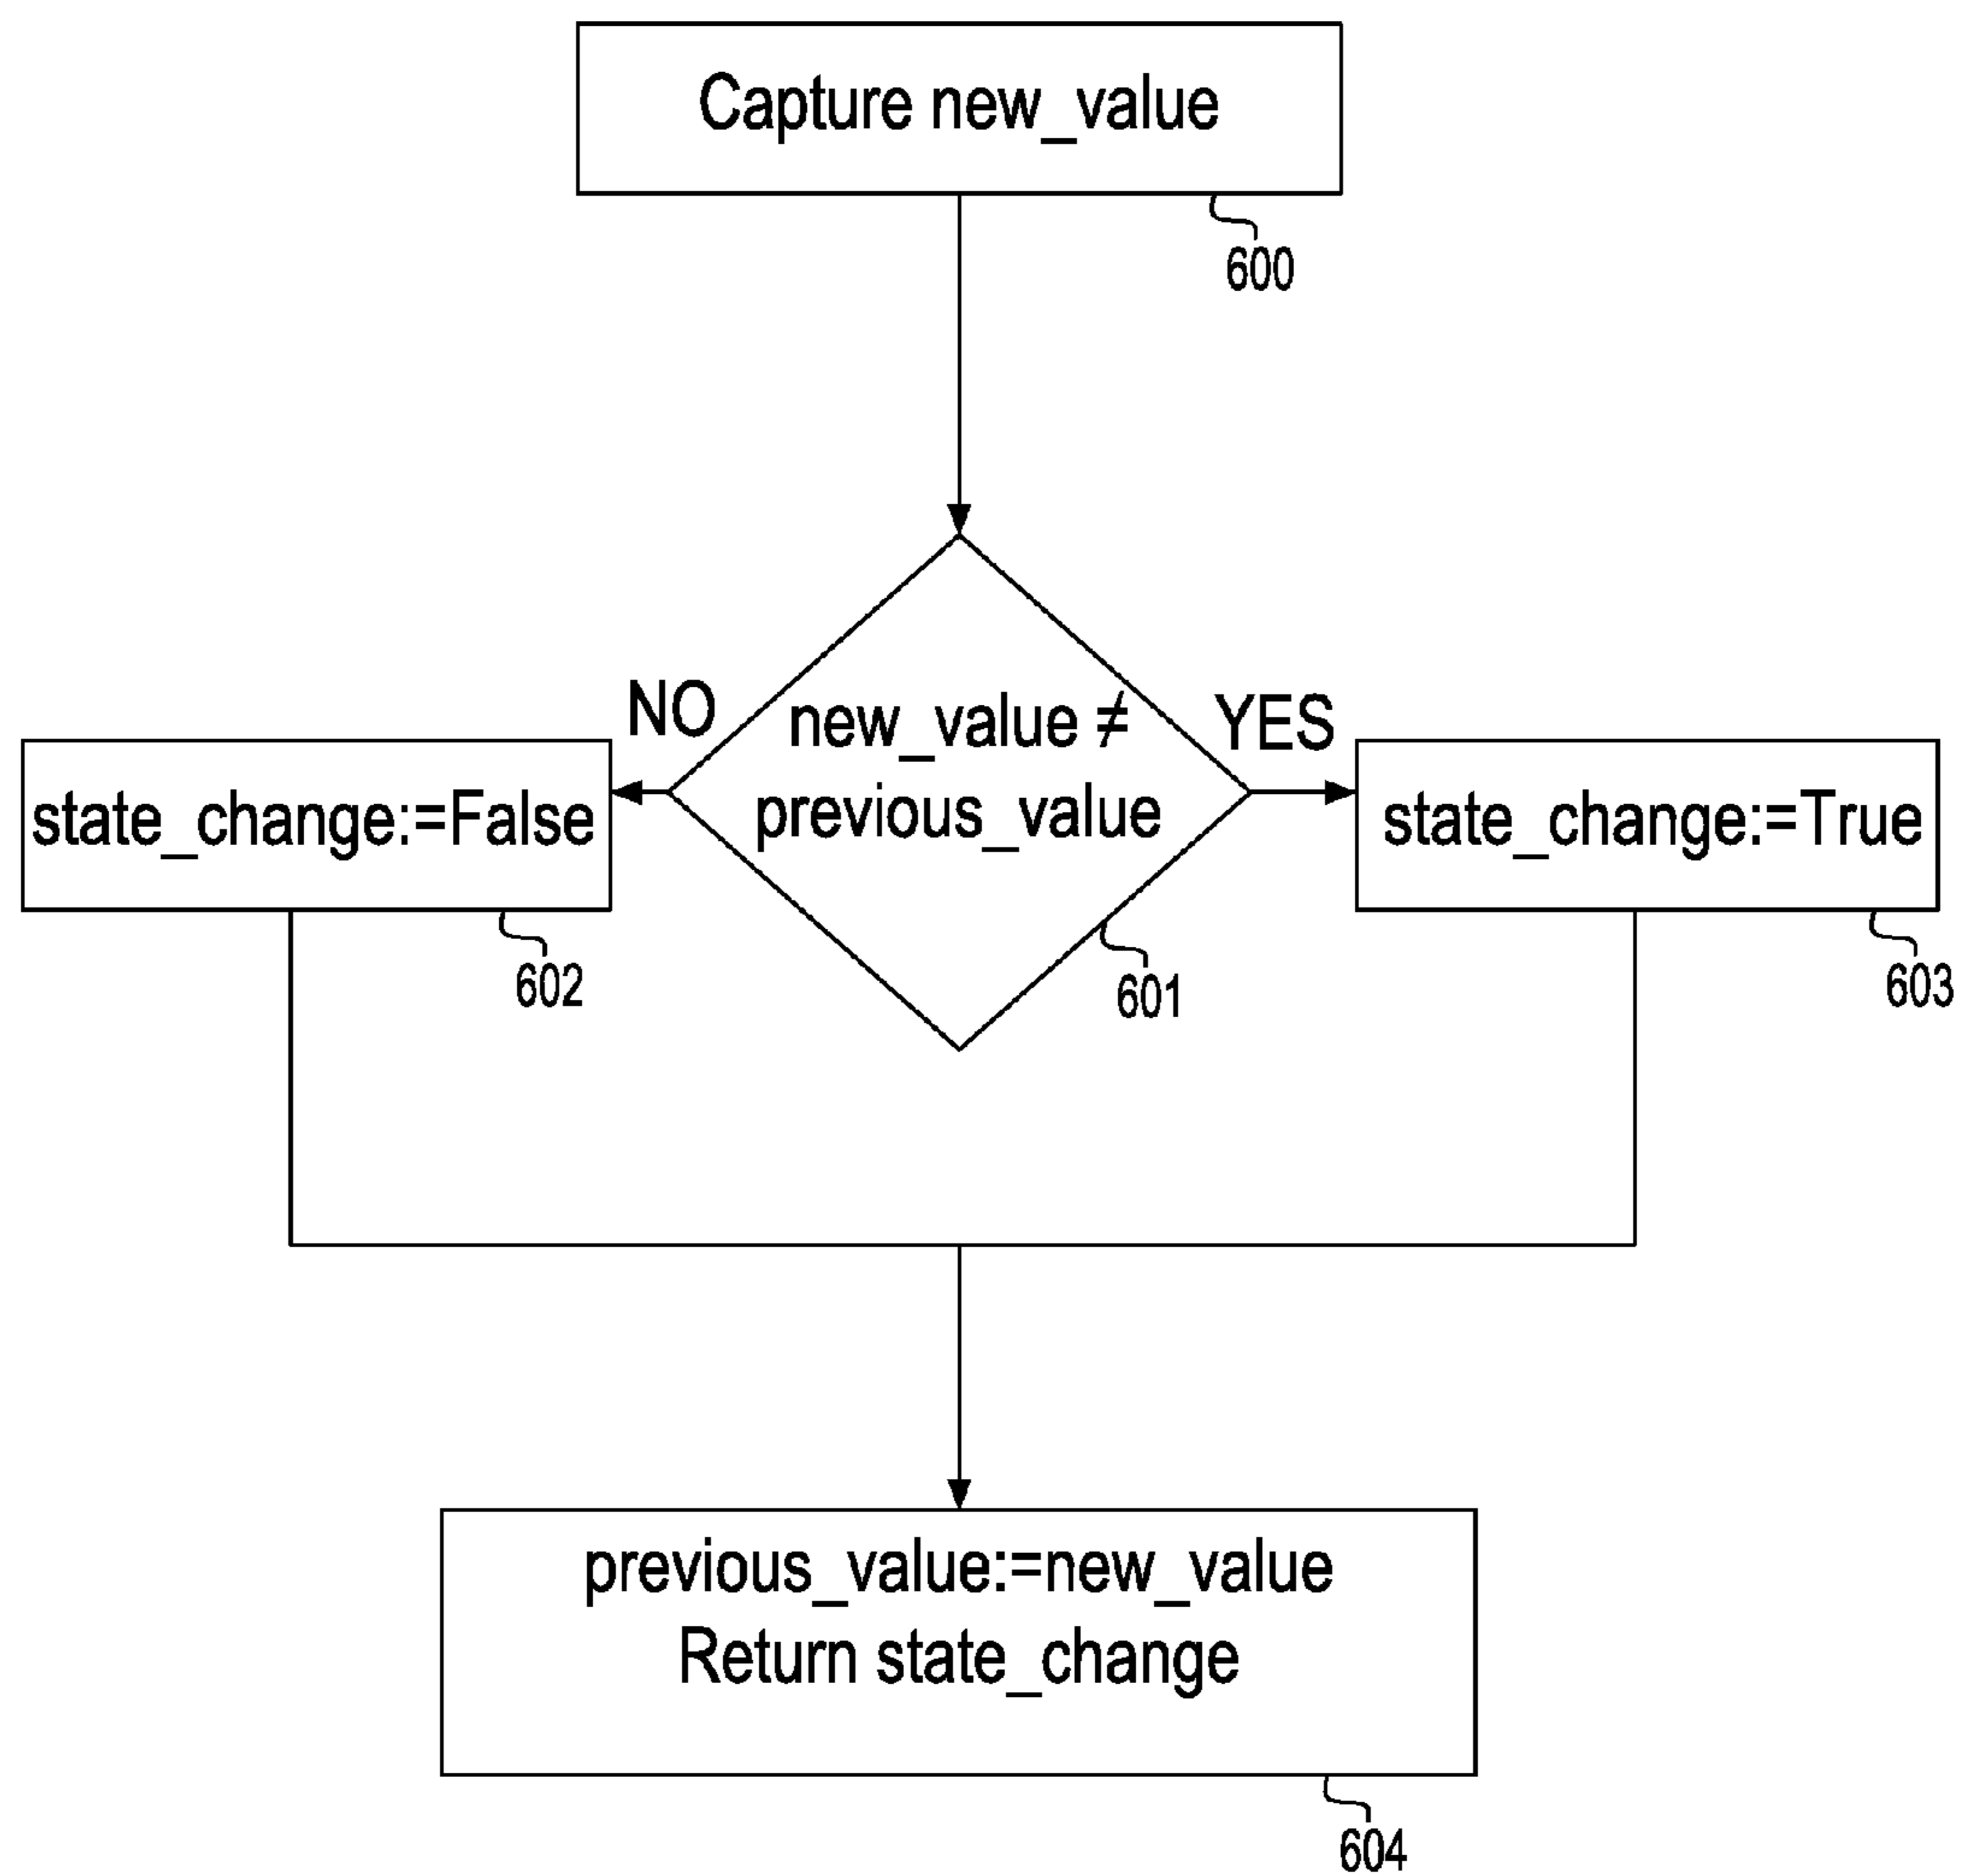 Capture new_value
600
NO
new_value ≠
YES
previous_value
state_change:=False
state_change:=True
602
601
603
previous_value:=new_value
Return state_change
604